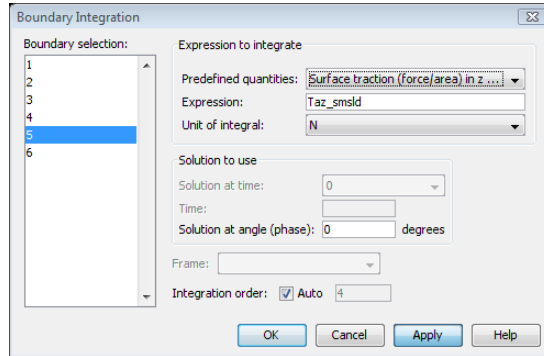 Boundary Integration
Boundary selection:
1
2
3
4
5
6
Expression to integrate
Predefined quantities: Surface traction (force/area) in z ...
Expression: Taz_smsld
Unit of integral: N
Solution to use
Solution at time: 0
Time:
Solution at angle (phase): 0 degrees
Frame:
Integration order: Auto 4
OK Cancel Apply Help